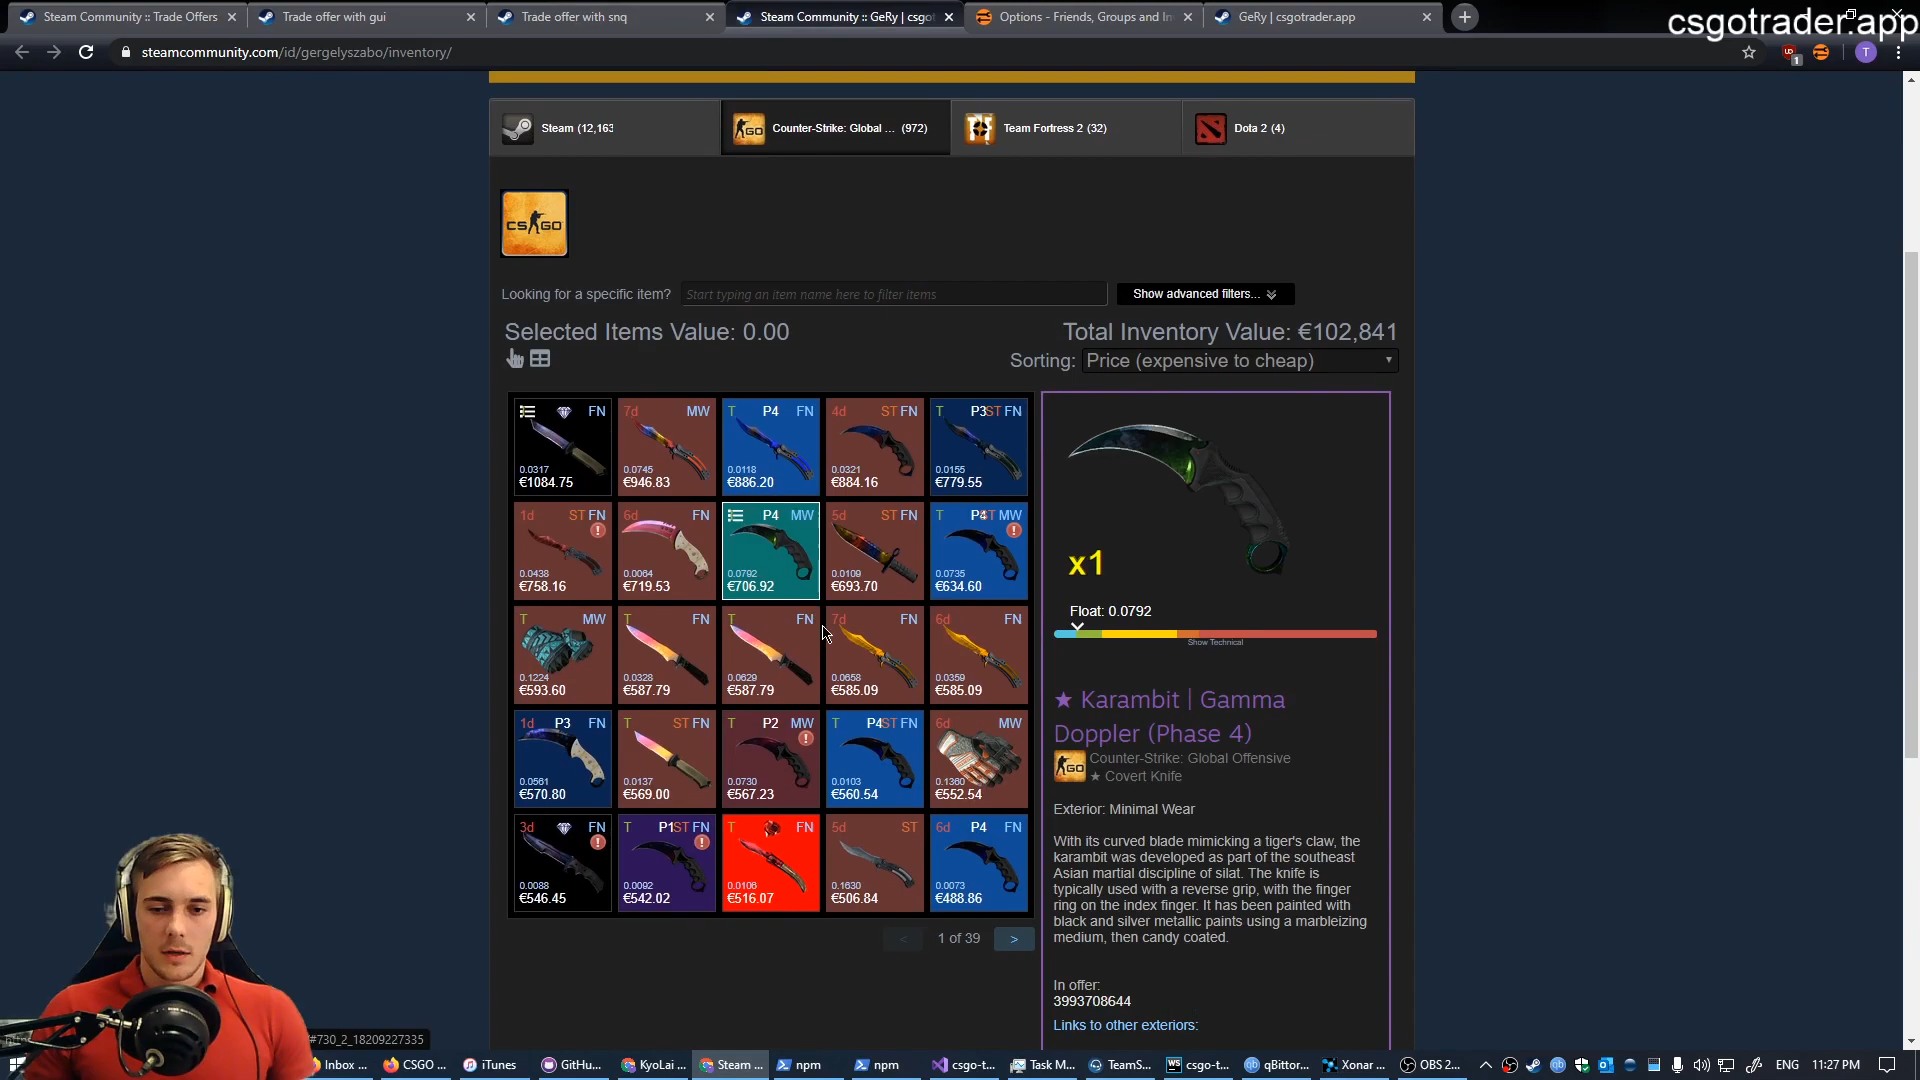 Steam Community :: Trade Offers
Trade offer with gui
Trade offer with snq
Steam Community :: GeRy | csgot
Options - Friends, Groups and In
GeRy | csgotrader.app
csgotrader.app
steamcommunity.com/id/gergelyszabo/inventory/
1
T
Steam (12,163
Counter-Strike: Global ... (972)
Team Fortress 2 (32)
Dota 2 (4)
CS GO
Looking for a specific item?
Start typing an item name here to filter items
Show advanced filters...
Selected Items Value: 0.00
Total Inventory Value: €102,841
Sorting: Price (expensive to cheap)
FN
0.0317
€1084.75
7d MW
0.0745
€946.83
T P4 FN
0.0118
€886.20
4d ST FN
0.0321
€884.16
T P3 ST FN
0.0155
€779.55
1d ST FN
0.0438
€758.16
6d FN
0.0064
€719.53
P4 MW
0.0792
€706.92
5d ST FN
0.0109
€693.70
T P4 ST MW
0.0735
€634.60
T MW
0.1224
€593.60
T FN
0.0328
€587.79
T FN
0.0629
€587.79
7d FN
0.0658
€585.09
6d FN
0.0359
€585.09
1d P3 FN
0.0561
€570.80
T ST FN
0.0137
€569.00
T P2 MW
0.0730
€567.23
T P4 ST FN
0.0103
€560.54
6d MW
0.1360
€552.54
3d FN
0.0088
€546.45
T P1 ST FN
0.0092
€542.02
T FN
0.0106
€516.07
5d ST
0.1630
€506.84
6d P4 FN
0.0073
€488.86
< 1 of 39 >
x1
Float: 0.0792
Show Technical
★ Karambit | Gamma
Doppler (Phase 4)
Counter-Strike: Global Offensive
★ Covert Knife
Exterior: Minimal Wear
With its curved blade mimicking a tiger's claw, the
karambit was developed as part of the southeast
Asian martial discipline of silat. The knife is
typically used with a reverse grip, with the finger
ring on the index finger. It has been painted with
black and silver metallic paints using a marbleizing
medium, then candy coated.
In offer:
3993708644
Links to other exteriors:
#730_2_18209227335
Inbox ...
CSGO ...
iTunes
GitHu...
KyoLai ...
Steam ...
npm
npm
csgo-t...
Task M...
TeamS...
csgo-t...
qBittor...
Xonar ...
OBS 2...
ENG
11:27 PM